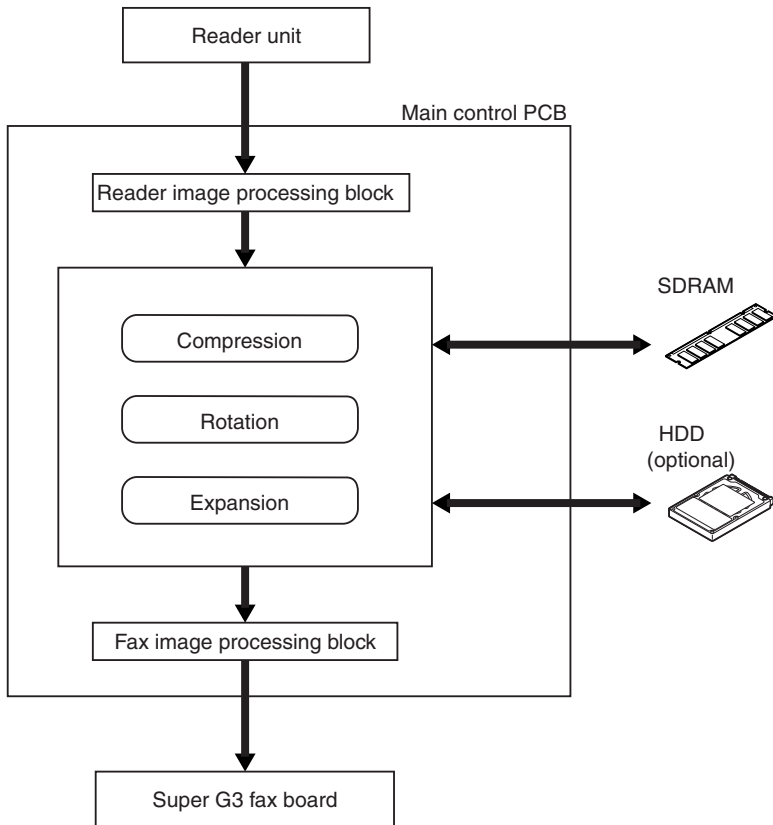 Reader unit
Main control PCB
Reader image processing block
SDRAM
Compression
Rotation
HDD
(optional)
Expansion
Fax image processing block
Super G3 fax board